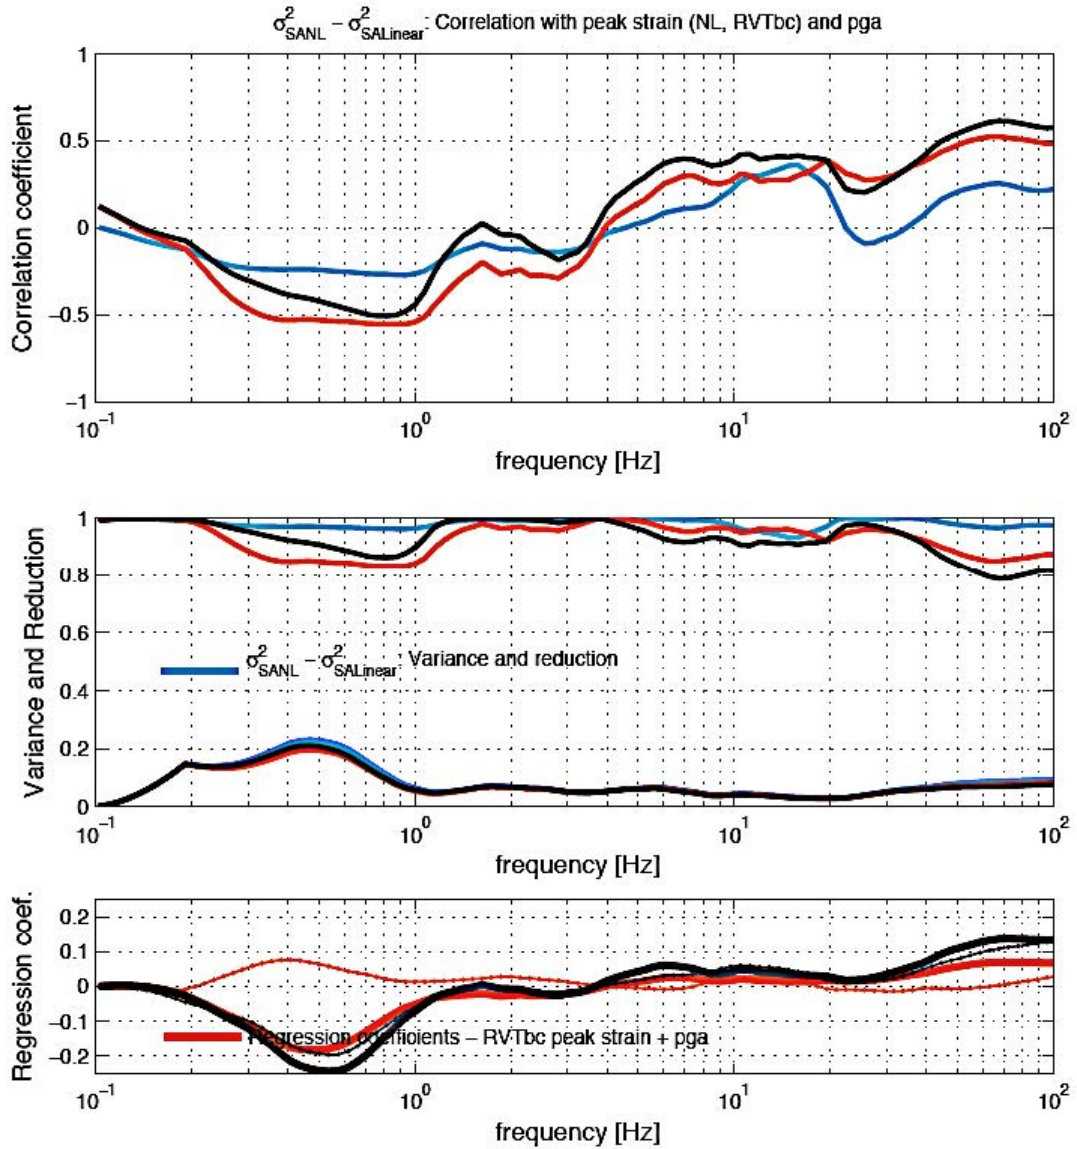 σ²SANL – σ²SALinear: Correlation with peak strain (NL, RVTbc) and pga
1
0.5
0
–0.5
–1
Correlation coefficient
10⁻¹ 10⁰ 10¹ 10²
frequency [Hz]
1
0.8
0.6
0.4
0.2
0
Variance and Reduction
σ²SANL – σ²SALinear: Variance and reduction
10⁻¹ 10⁰ 10¹ 10²
frequency [Hz]
0.2
0.1
0
–0.1
–0.2
Regression coef.
Regression coefficients – RVTbc peak strain + pga
10⁻¹ 10⁰ 10¹ 10²
frequency [Hz]